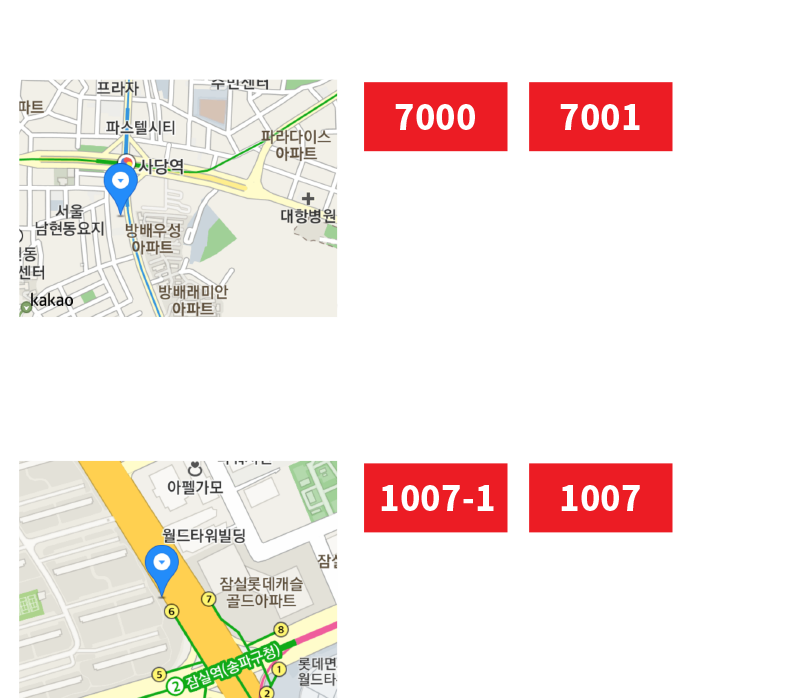 프라자
주민센터
파트
파스텔시티
파라다이스
아파트
사당역
서울
남현동요지
방배우성
아파트
대항병원
센터
방배래미안
아파트
kakao
7000
7001
아펠가모
월드타워빌딩
잠실롯데캐슬
골드아파트
6
7
8
5
2 잠실역(송파구청)
1
2
롯데면
월드타
1007-1
1007